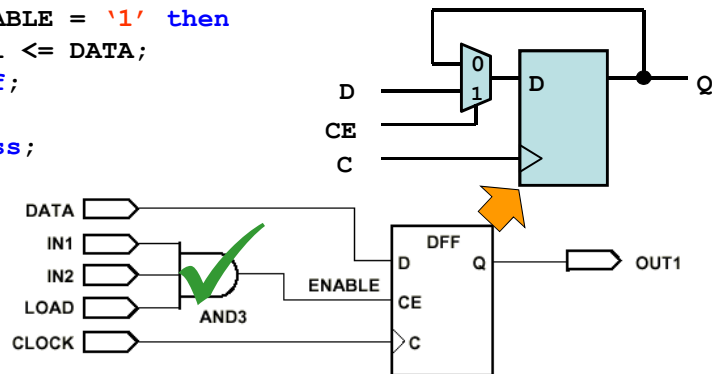 ABLE = ‘1’ then
<= DATA;
;
ss;
0
D
1
D
Q
CE
C
DATA
IN1
IN2
LOAD
CLOCK
AND3
ENABLE
DFF
D
Q
CE
C
OUT1